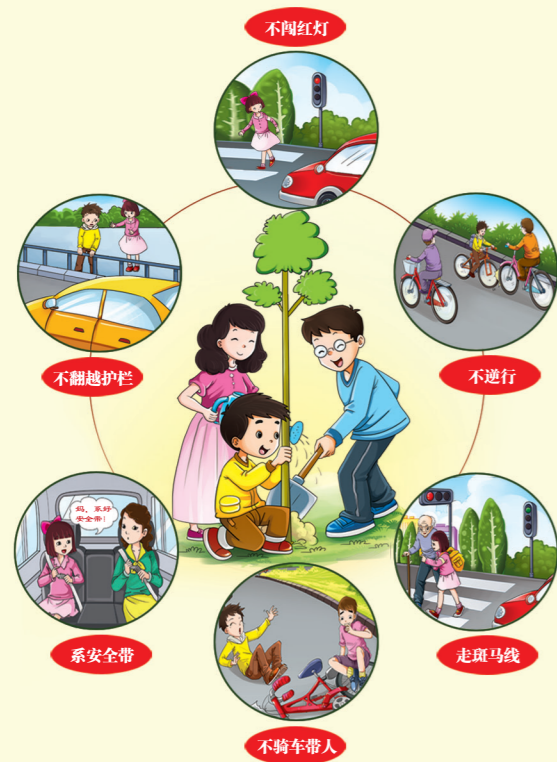 不闯红灯
不翻越护栏
不逆行
妈，系好
安全带！
系安全带
走斑马线
不骑车带人